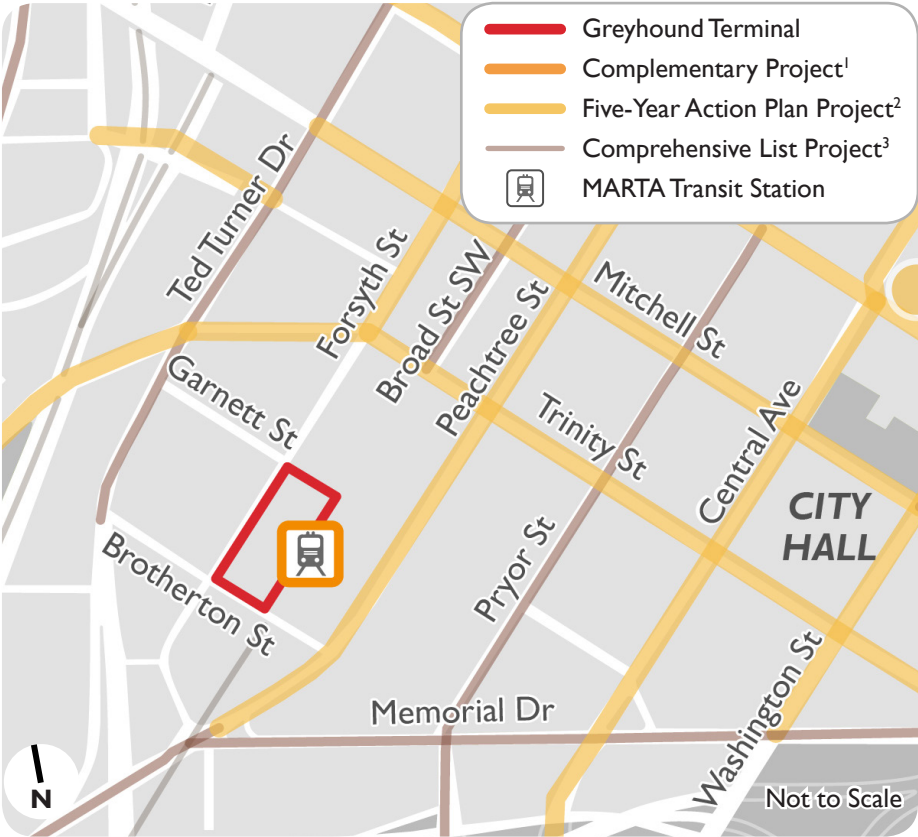 Greyhound Terminal
Complementary Project¹
Five-Year Action Plan Project²
Comprehensive List Project³
MARTA Transit Station
Ted Turner Dr
Forsyth St
Broad St SW
Peachtree St
Mitchell St
Garnett St
Trinity St
Central Ave
CITY
HALL
Brotherton St
Pryor St
Memorial Dr
Washington St
N
Not to Scale